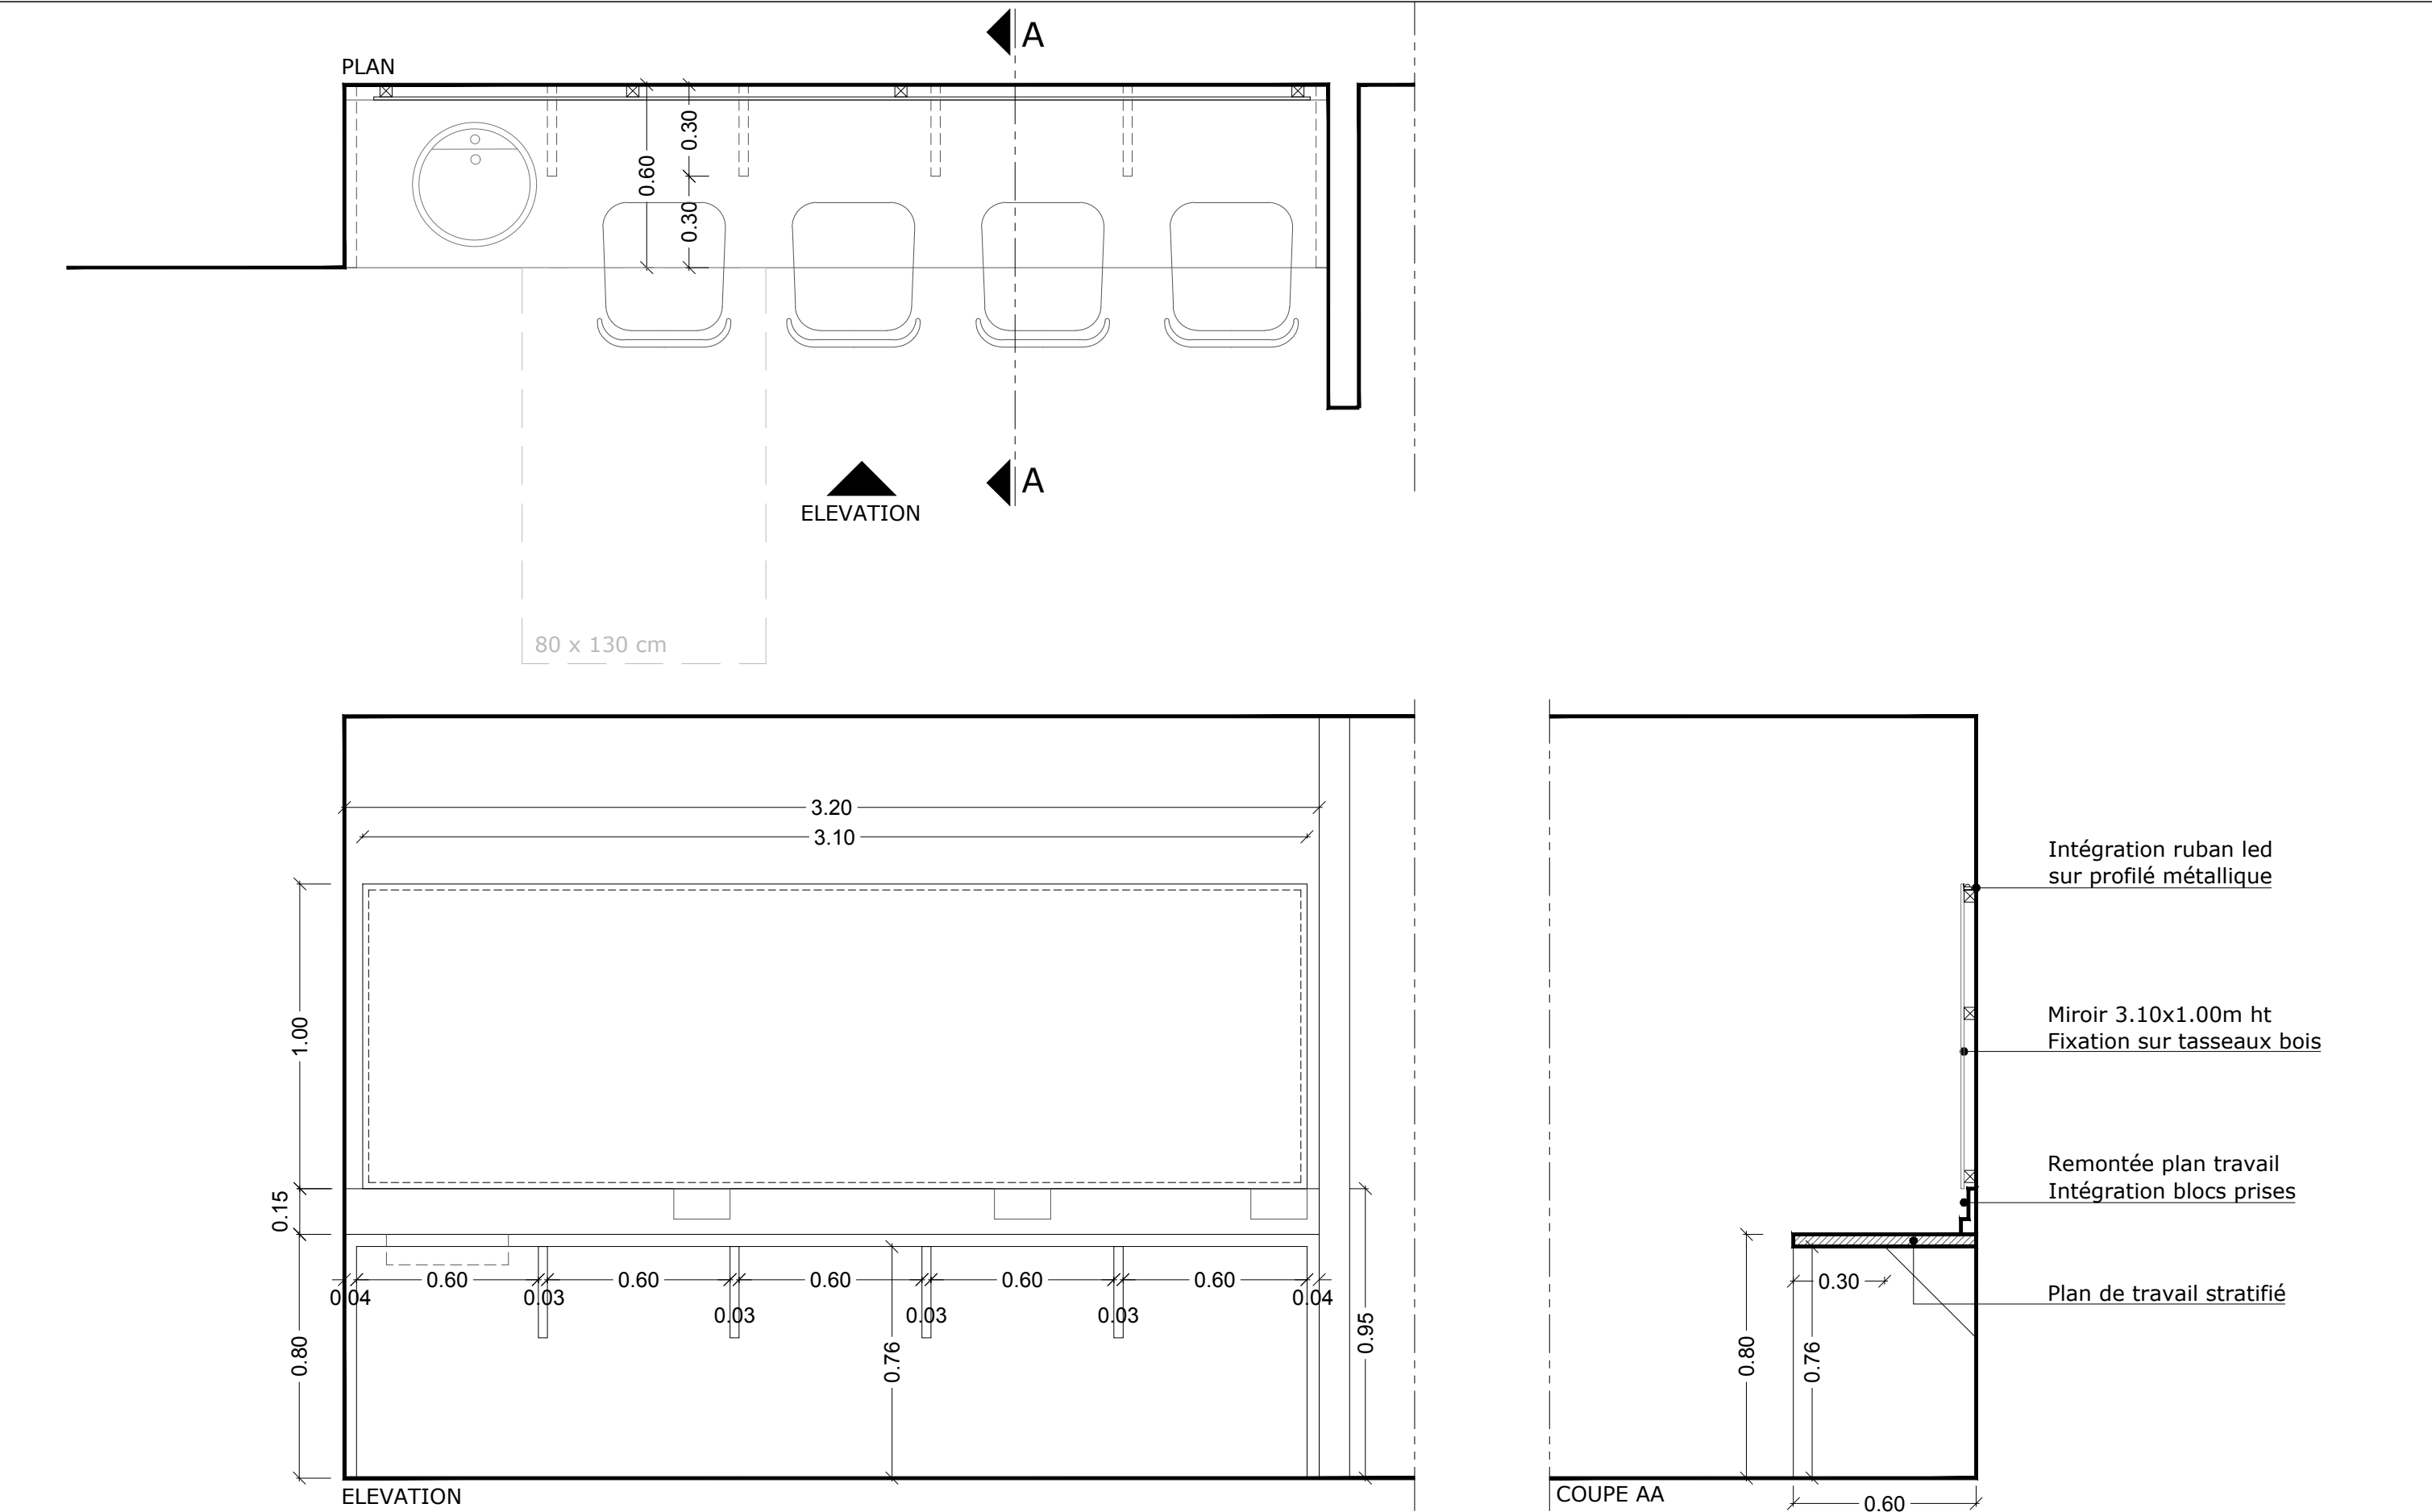 A
PLAN
0.30
0.60
0.30
A
ELEVATION
80 x 130 cm
3.20
3.10
Intégration ruban led
sur profilé métallique
1.00
Miroir 3.10x1.00m ht
Fixation sur tasseaux bois
Remontée plan travail
Intégration blocs prises
0.15
0.60
0.60
0.60
0.60
0.60
0.30
Plan de travail stratifié
0.04
0.03
0.03
0.03
0.03
0.04
0.80
0.76
0.95
0.80
0.76
ELEVATION
COUPE AA
0.60